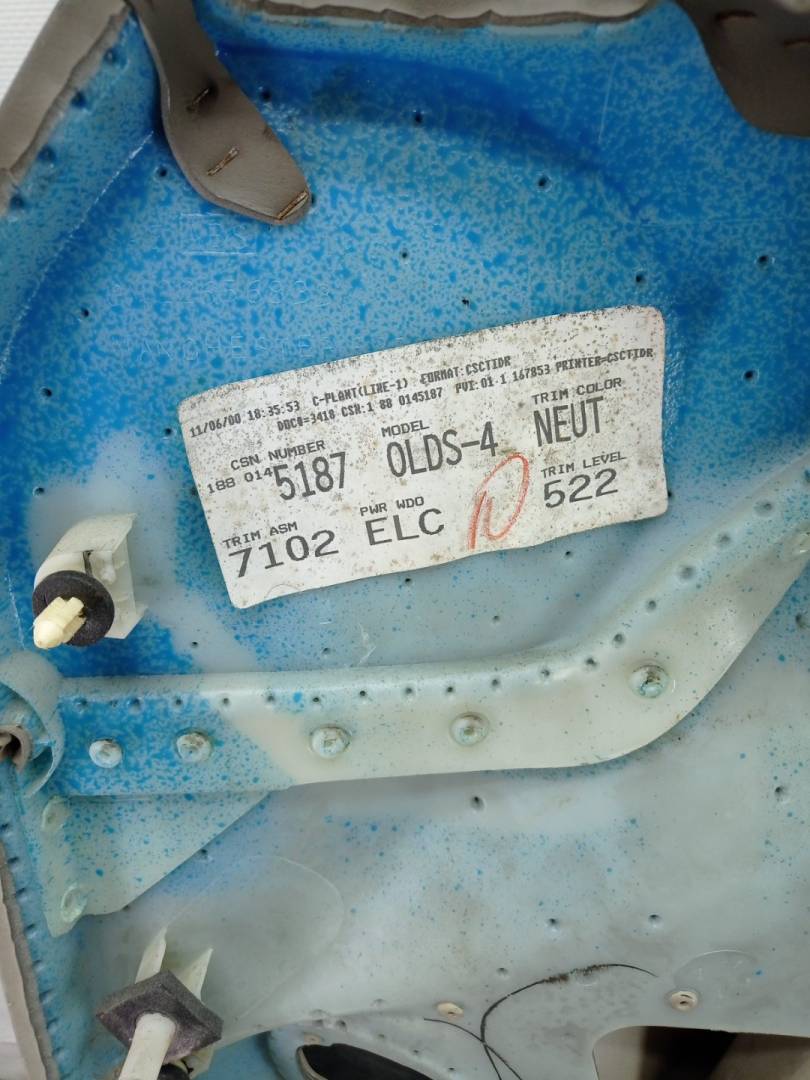 11/06/00 18:35:53 C-PLANT(LINE-1) FORMAT:CSCTIDR
DOC#=3418 CSN:1 88 0145187 PVI:01-1 167853 PRINTER=CSCTIDR
CSN NUMBER MODEL TRIM COLOR
188 014 5187 OLDS-4 NEUT
TRIM ASM PWR WDO TRIM LEVEL
7102 ELC 522